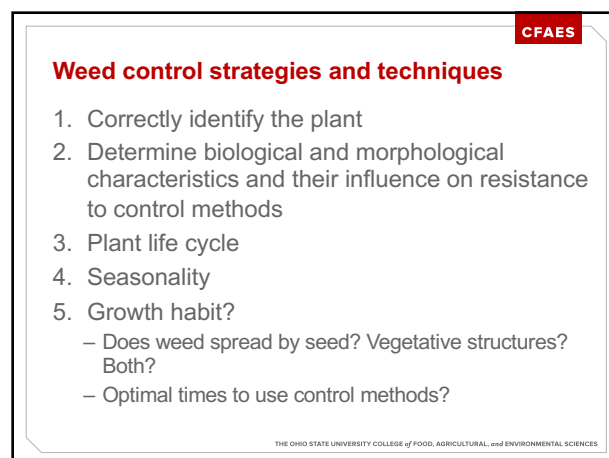 CFAES
Weed control strategies and techniques
1. Correctly identify the plant
2. Determine biological and morphological
characteristics and their influence on resistance
to control methods
3. Plant life cycle
4. Seasonality
5. Growth habit?
– Does weed spread by seed? Vegetative structures?
Both?
– Optimal times to use control methods?
THE OHIO STATE UNIVERSITY COLLEGE of FOOD, AGRICULTURAL, and ENVIRONMENTAL SCIENCES